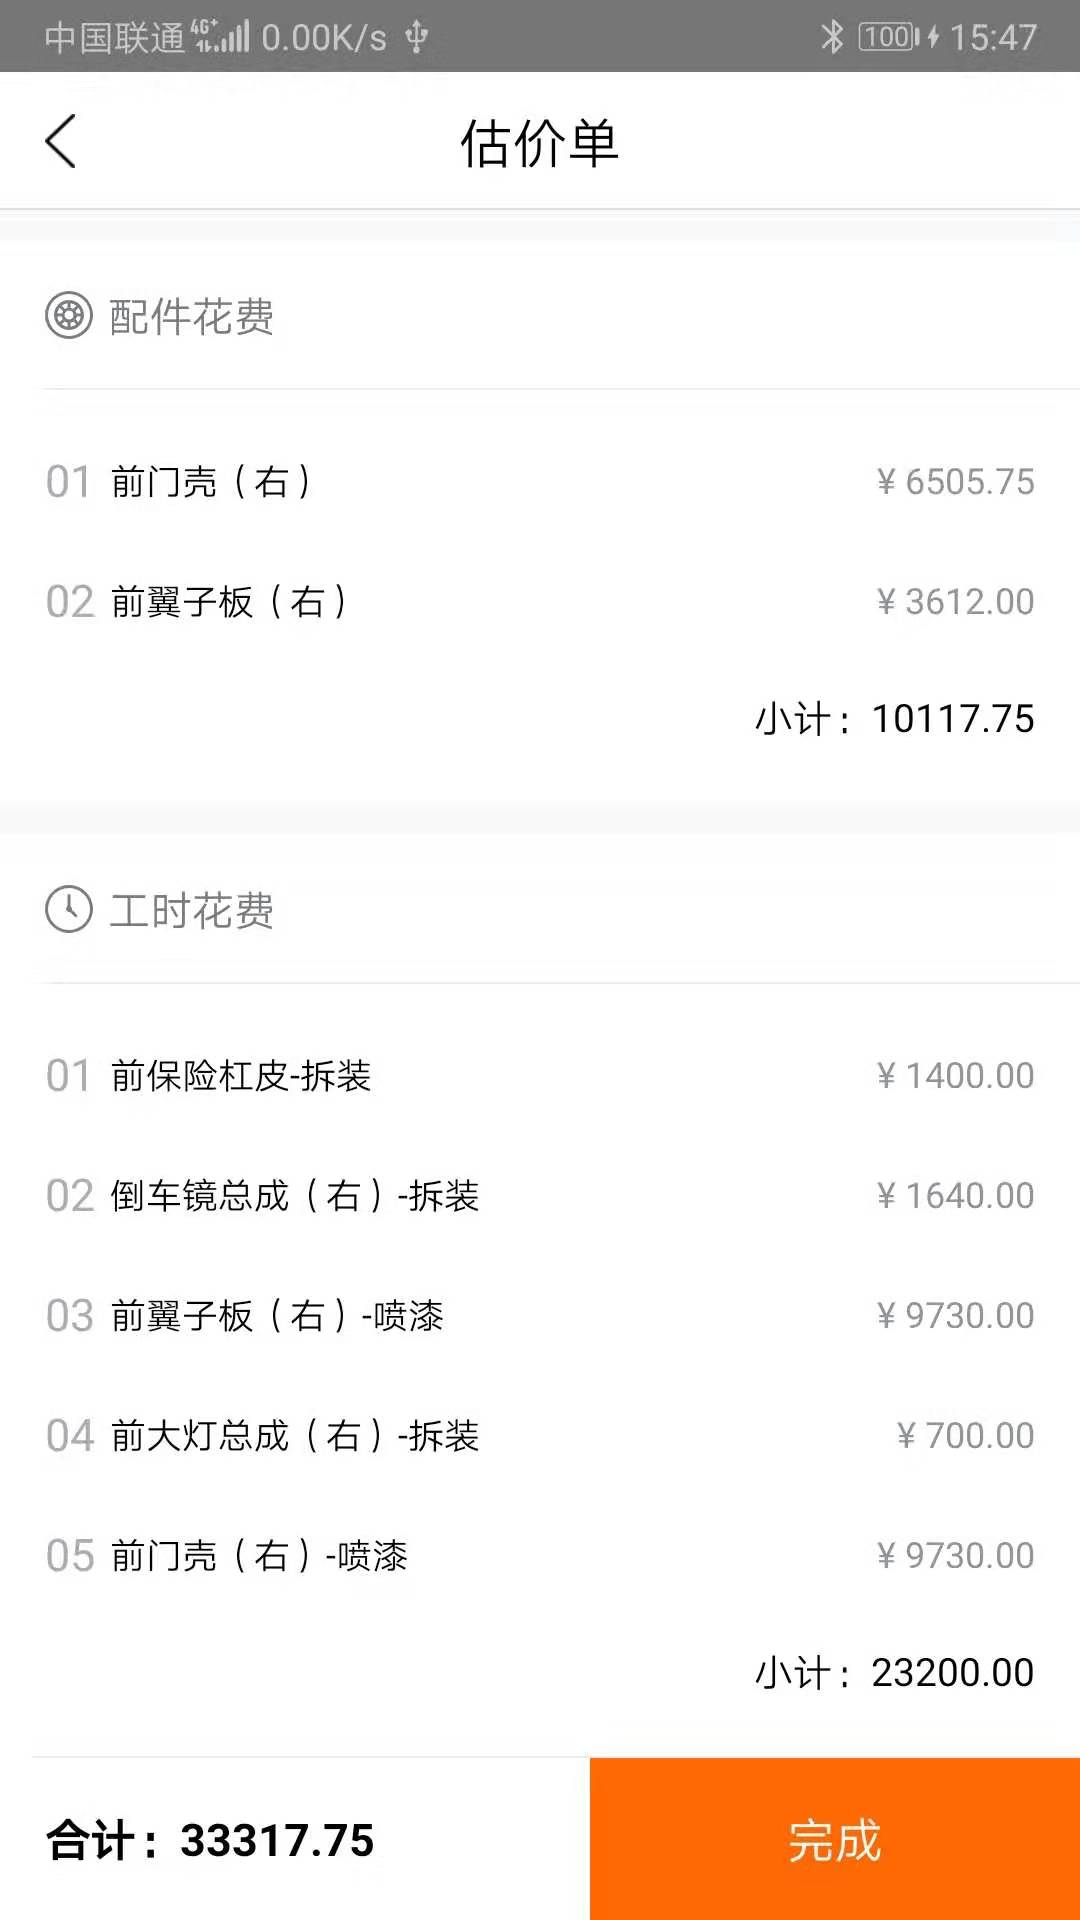 中国联通 4G+ 0.00K/s 100 15:47
估价单
配件花费
01 前门壳（右） ¥ 6505.75
02 前翼子板（右） ¥ 3612.00
小计：10117.75
工时花费
01 前保险杠皮-拆装 ¥ 1400.00
02 倒车镜总成（右）-拆装 ¥ 1640.00
03 前翼子板（右）-喷漆 ¥ 9730.00
04 前大灯总成（右）-拆装 ¥ 700.00
05 前门壳（右）-喷漆 ¥ 9730.00
小计：23200.00
合计：33317.75 完成